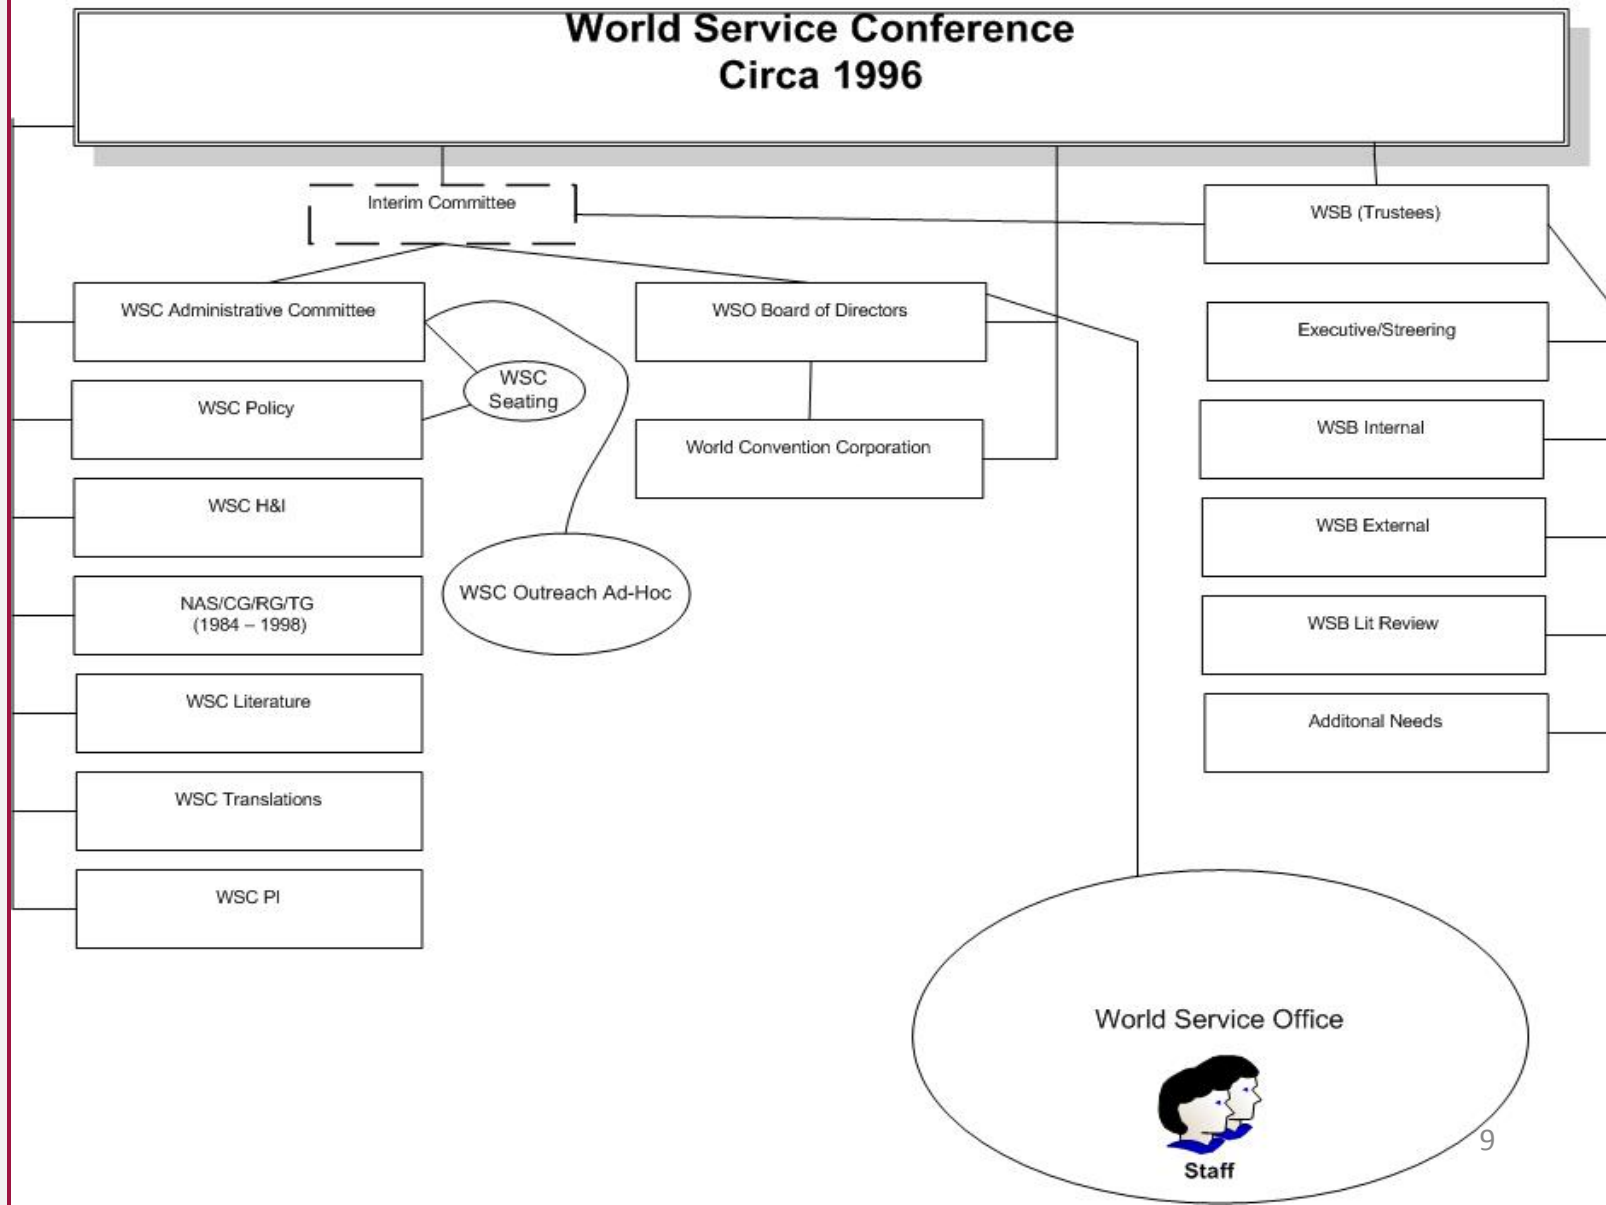 World Service Conference
Circa 1996
Interim Committee
WSB (Trustees)
WSC Administrative Committee
WSO Board of Directors
Executive/Streering
WSC
Seating
WSC Policy
WSB Internal
World Convention Corporation
WSC H&I
WSB External
WSC Outreach Ad-Hoc
NAS/CG/RG/TG
(1984 – 1998)
WSB Lit Review
WSC Literature
Additonal Needs
WSC Translations
WSC PI
World Service Office
Staff
9